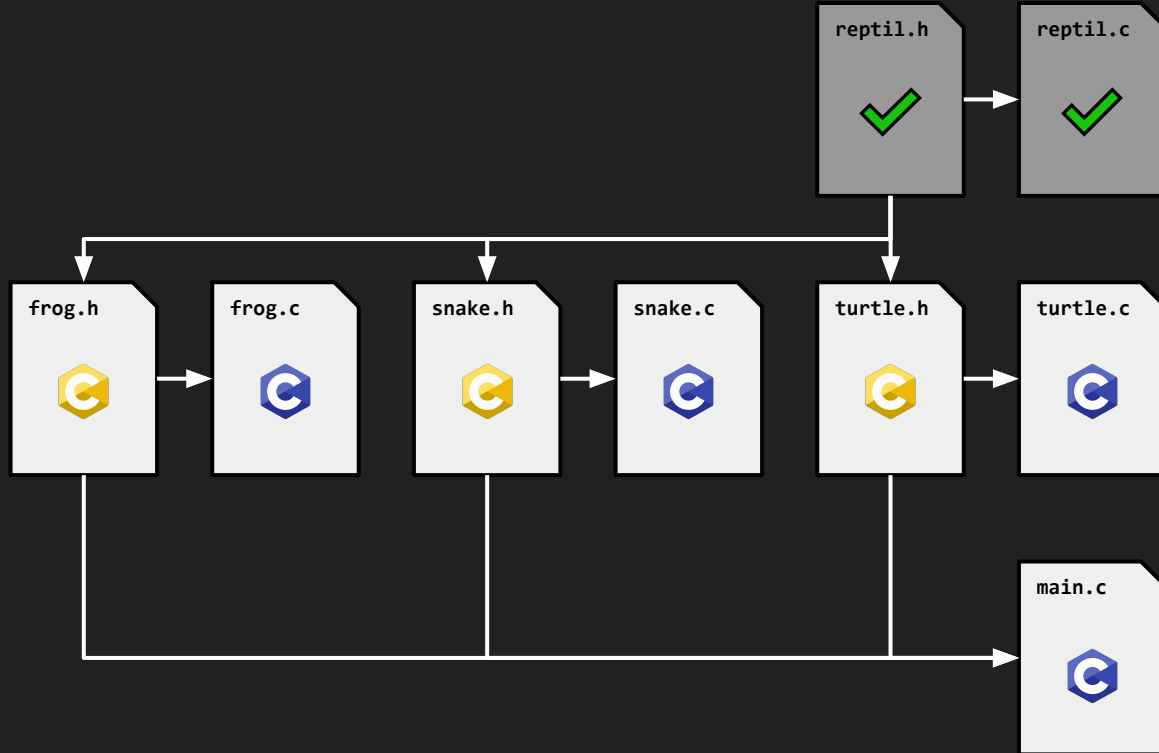 reptil.h
reptil.c
frog.h
frog.c
snake.h
snake.c
turtle.h
turtle.c
main.c